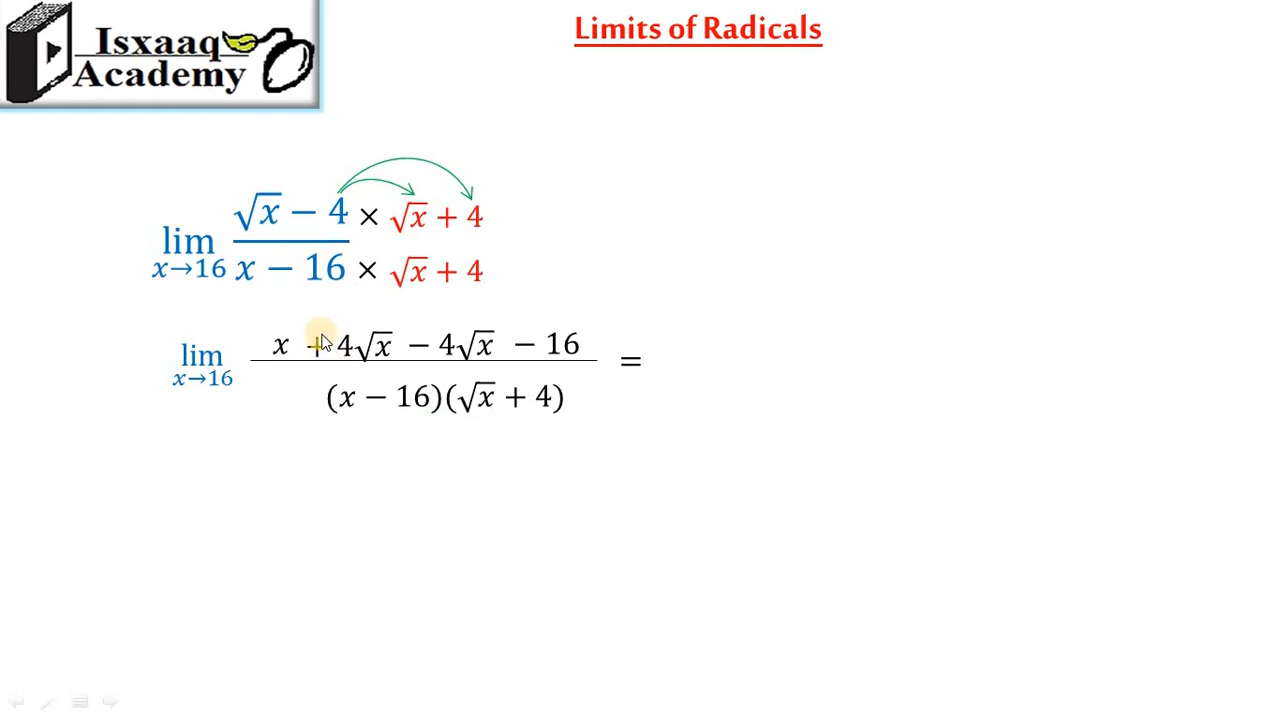 Isxaaq
Academy
Limits of Radicals
lim x→16 (√x − 4)/(x − 16) × (√x + 4)/(√x + 4)
lim x→16 (x + 4√x − 4√x − 16)/((x − 16)(√x + 4)) =